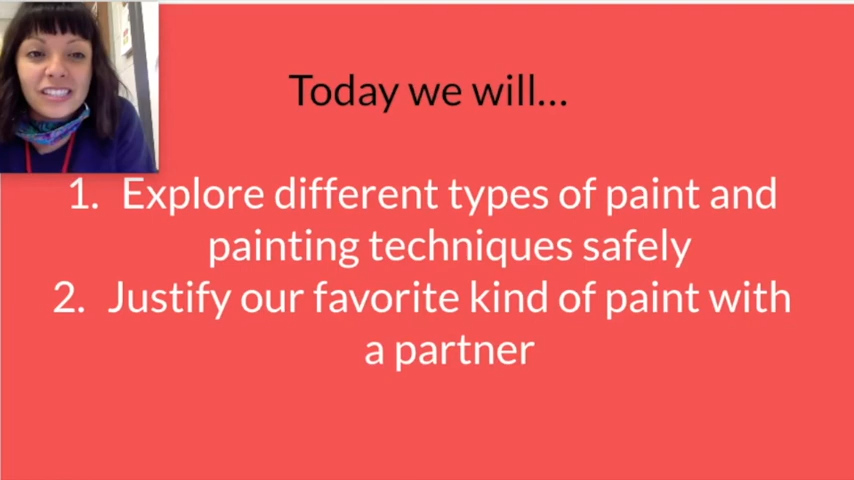 Today we will...
1. Explore different types of paint and
painting techniques safely
2. Justify our favorite kind of paint with
a partner